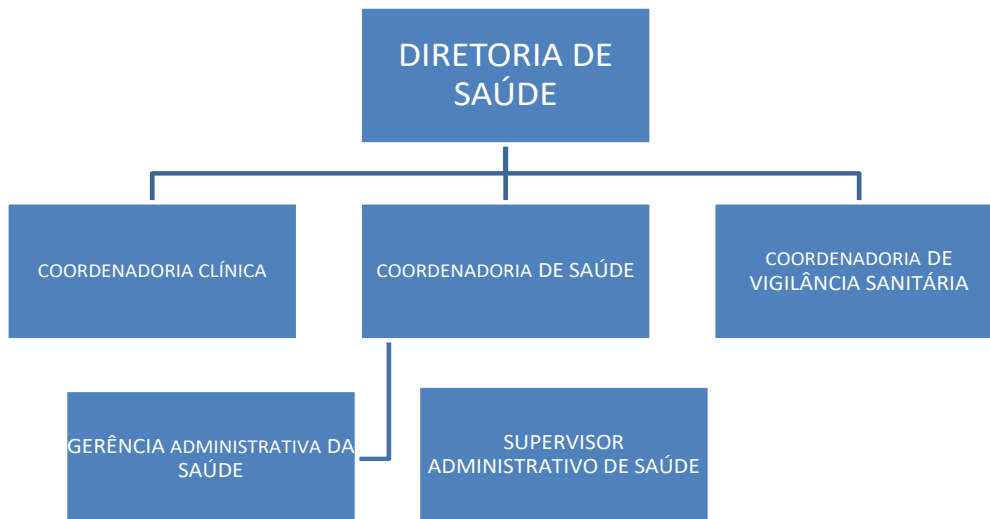 DIRETORIA DE
SAÚDE
COORDENADORIA CLÍNICA
COORDENADORIA DE SAÚDE
COORDENADORIA DE
VIGILÂNCIA SANITÁRIA
GERÊNCIA ADMINISTRATIVA DA
SAÚDE
SUPERVISOR
ADMINISTRATIVO DE SAÚDE